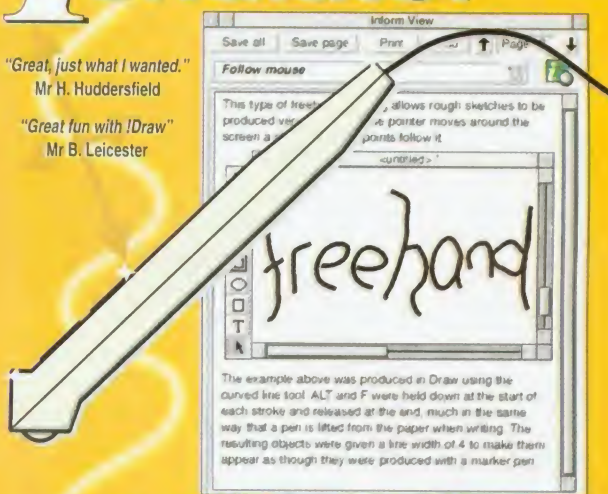 "Great, just what I wanted."
Mr H. Huddersfield
"Great fun with !Draw"
Mr B. Leicester
Inform View
Save all Save page Print Page
Follow mouse
This type of allows rough sketches to be
produced pointer moves around the
screen a points follow it
<untitled> *
freehand
T
The example above was produced in Draw using the
curved line tool. ALT and F were held down at the start of
each stroke and released at the end, much in the same
way that a pen is lifted from the paper when writing. The
resulting objects were given a line width of 4 to make them
appear as though they were produced with a marker pen